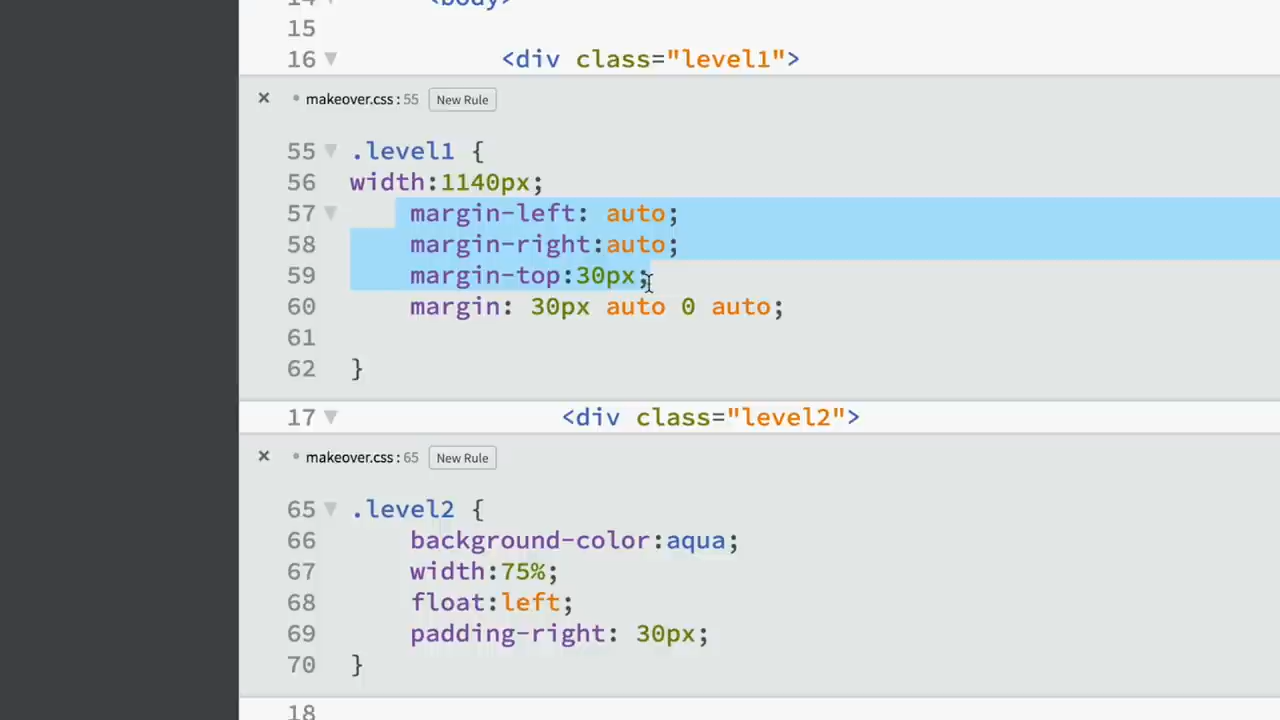 14 <body>
15
16 <div class="level1">
× • makeover.css : 55 New Rule
55 .level1 {
56 width:1140px;
57 margin-left: auto;
58 margin-right:auto;
59 margin-top:30px;
60 margin: 30px auto 0 auto;
61
62 }
17 <div class="level2">
× • makeover.css : 65 New Rule
65 .level2 {
66 background-color:aqua;
67 width:75%;
68 float:left;
69 padding-right: 30px;
70 }
18